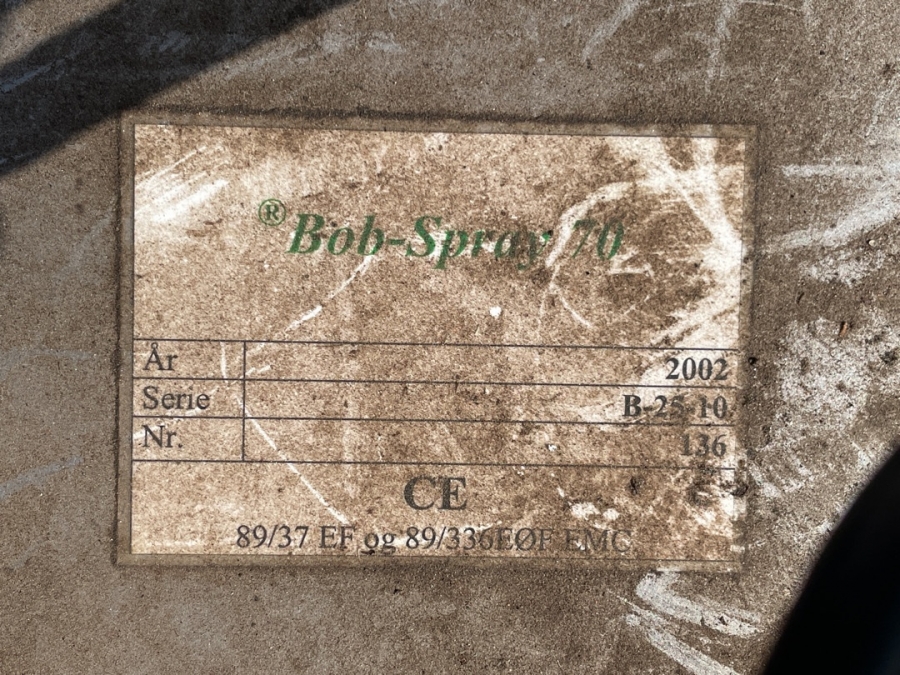 ® Bob-Spray 70
År 2002
Serie B-25 10
Nr. 136
CE
89/37 EF og 89/336EØF EMC